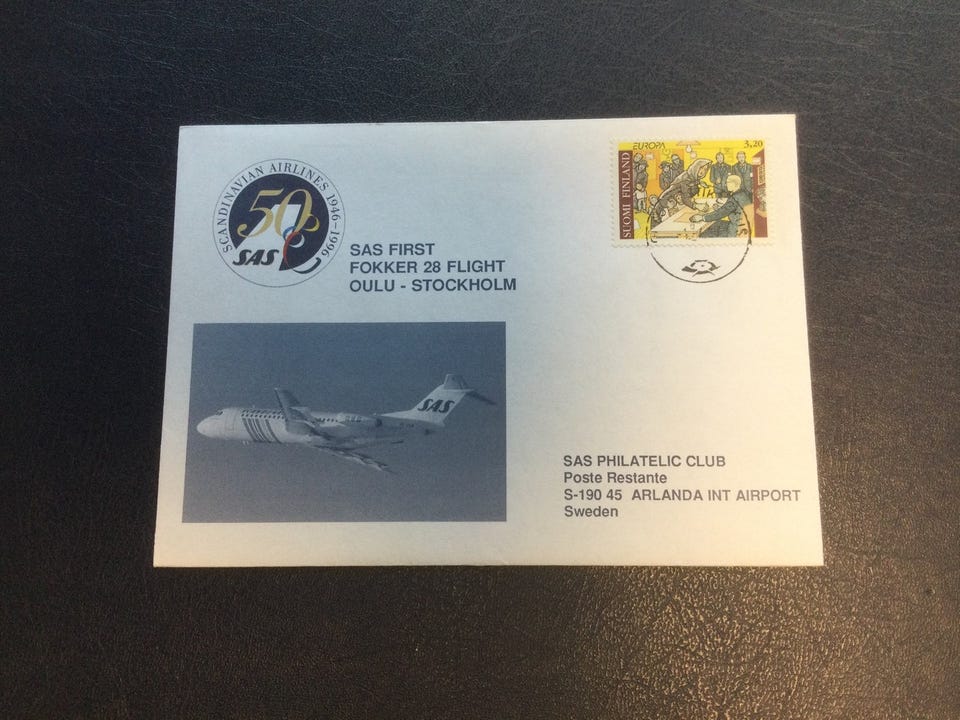 SCANDINAVIAN AIRLINES 1946-1996
50
SAS
SAS FIRST
FOKKER 28 FLIGHT
OULU - STOCKHOLM
EUROPA
3,20
SUOMI FINLAND
SAS
SAS PHILATELIC CLUB
Poste Restante
S-190 45 ARLANDA INT AIRPORT
Sweden